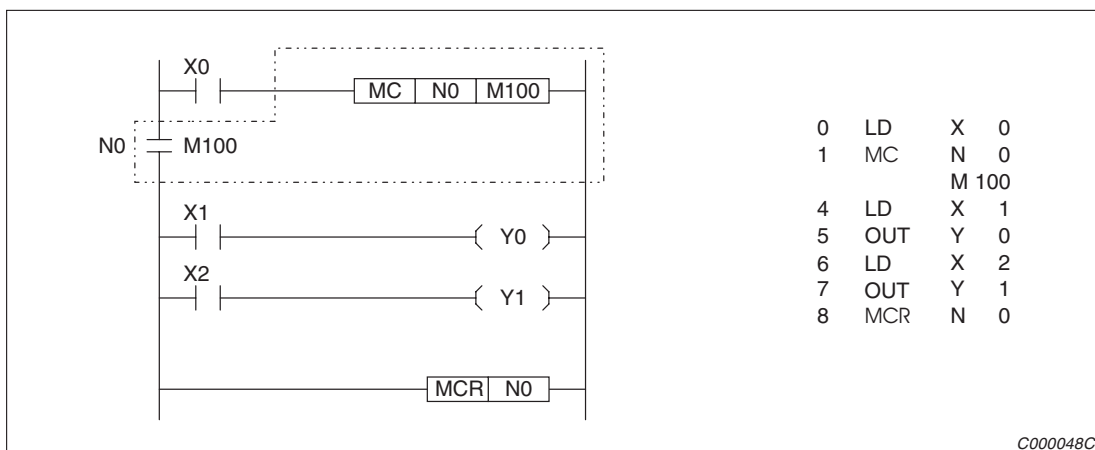 X0
MC N0 M100
N0 M100
X1
Y0
X2
Y1
MCR N0
0 LD X 0
1 MC N 0
M 100
4 LD X 1
5 OUT Y 0
6 LD X 2
7 OUT Y 1
8 MCR N 0
C000048C